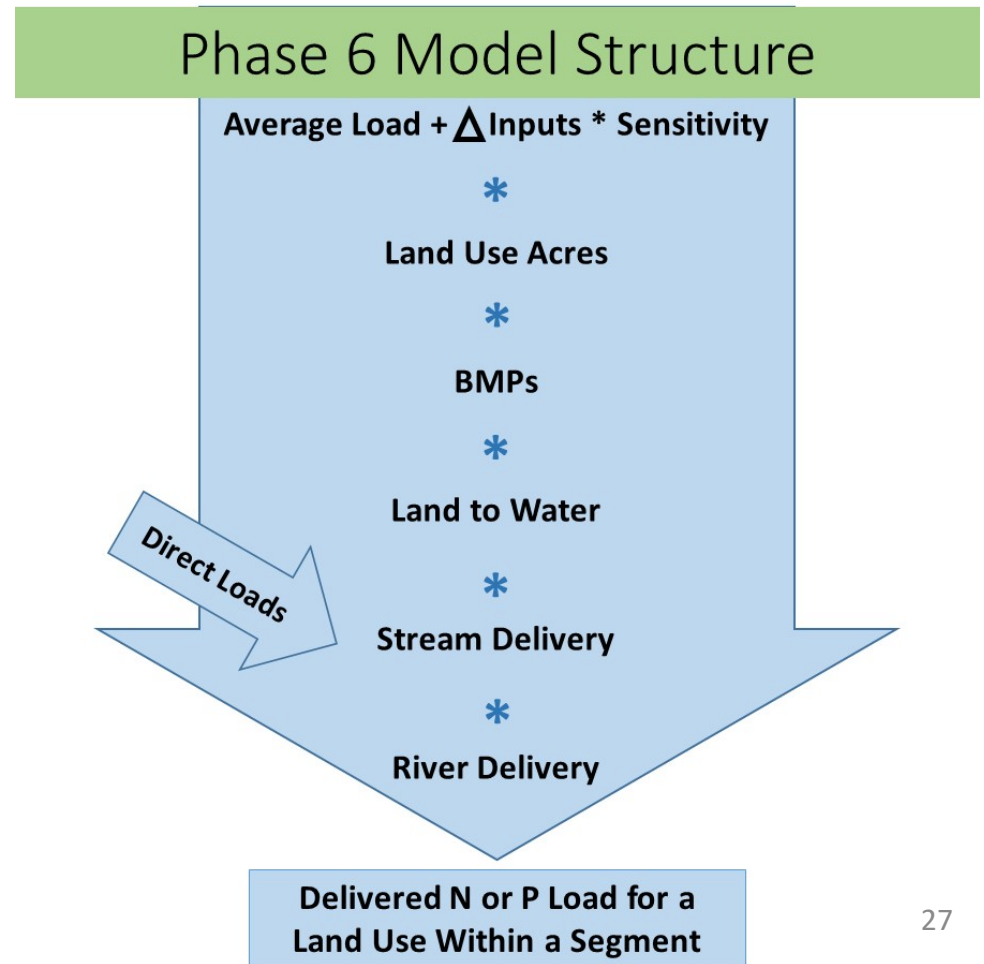 Phase 6 Model Structure
Average Load + Δ Inputs * Sensitivity
*
Land Use Acres
*
BMPs
*
Land to Water
Direct Loads
*
Stream Delivery
*
River Delivery
Delivered N or P Load for a
Land Use Within a Segment
27